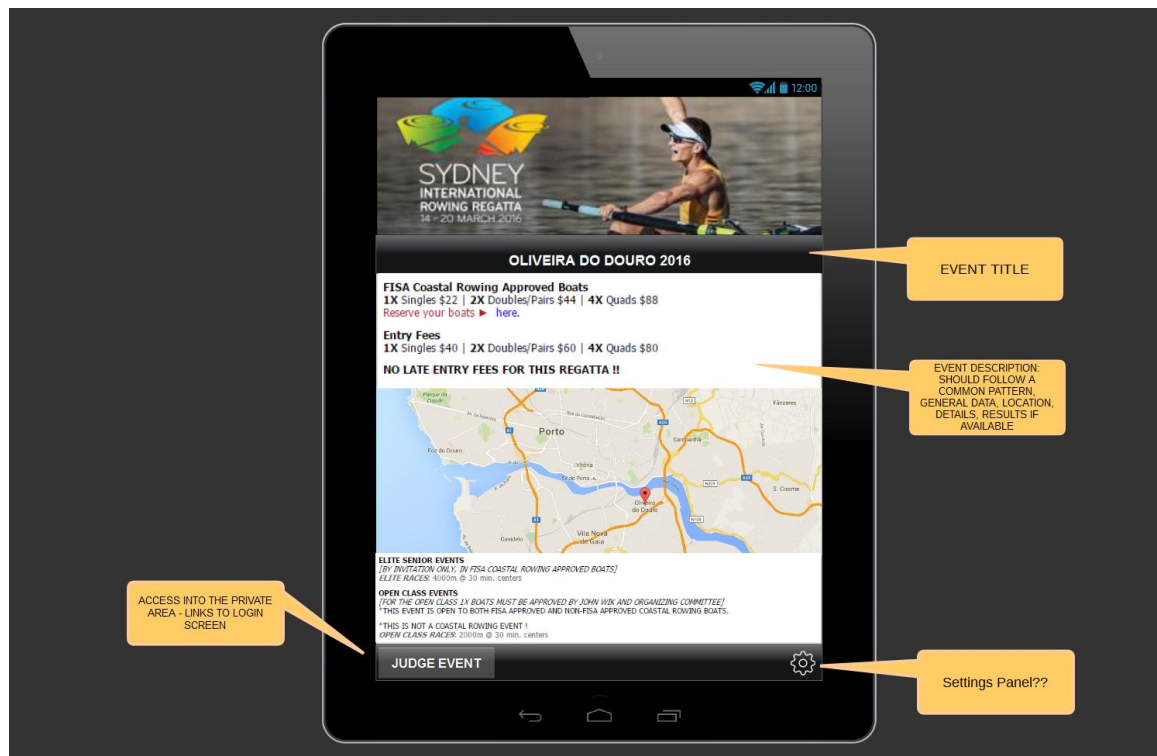 12:00
SYDNEY
INTERNATIONAL
ROWING REGATTA
14 - 20 MARCH 2016
OLIVEIRA DO DOURO 2016
EVENT TITLE
FISA Coastal Rowing Approved Boats
1X Singles $22 | 2X Doubles/Pairs $44 | 4X Quads $88
Reserve your boats ► here.
Entry Fees
1X Singles $40 | 2X Doubles/Pairs $60 | 4X Quads $80
NO LATE ENTRY FEES FOR THIS REGATTA !!
EVENT DESCRIPTION:
SHOULD FOLLOW A
COMMON PATTERN,
GENERAL DATA, LOCATION,
DETAILS, RESULTS IF
AVAILABLE
N12
Fânzeres
A1
Porto
Campanhã
Foz do Douro
Vitória
S. Cosme
Oliveira
do Douro
A1
Vila Nova
de Gaia
Canidelo
ELITE SENIOR EVENTS
[BY INVITATION ONLY, IN FISA COASTAL ROWING APPROVED BOATS]
ELITE RACES: 4000m @ 30 min. centers
OPEN CLASS EVENTS
[FOR THE OPEN CLASS 1X BOATS MUST BE APPROVED BY JOHN WIK AND ORGANIZING COMMITTEE]
*THIS EVENT IS OPEN TO BOTH FISA APPROVED AND NON-FISA APPROVED COASTAL ROWING BOATS.
*THIS IS NOT A COASTAL ROWING EVENT !
OPEN CLASS RACES: 2000m @ 30 min. centers
ACCESS INTO THE PRIVATE
AREA - LINKS TO LOGIN
SCREEN
JUDGE EVENT
Settings Panel??